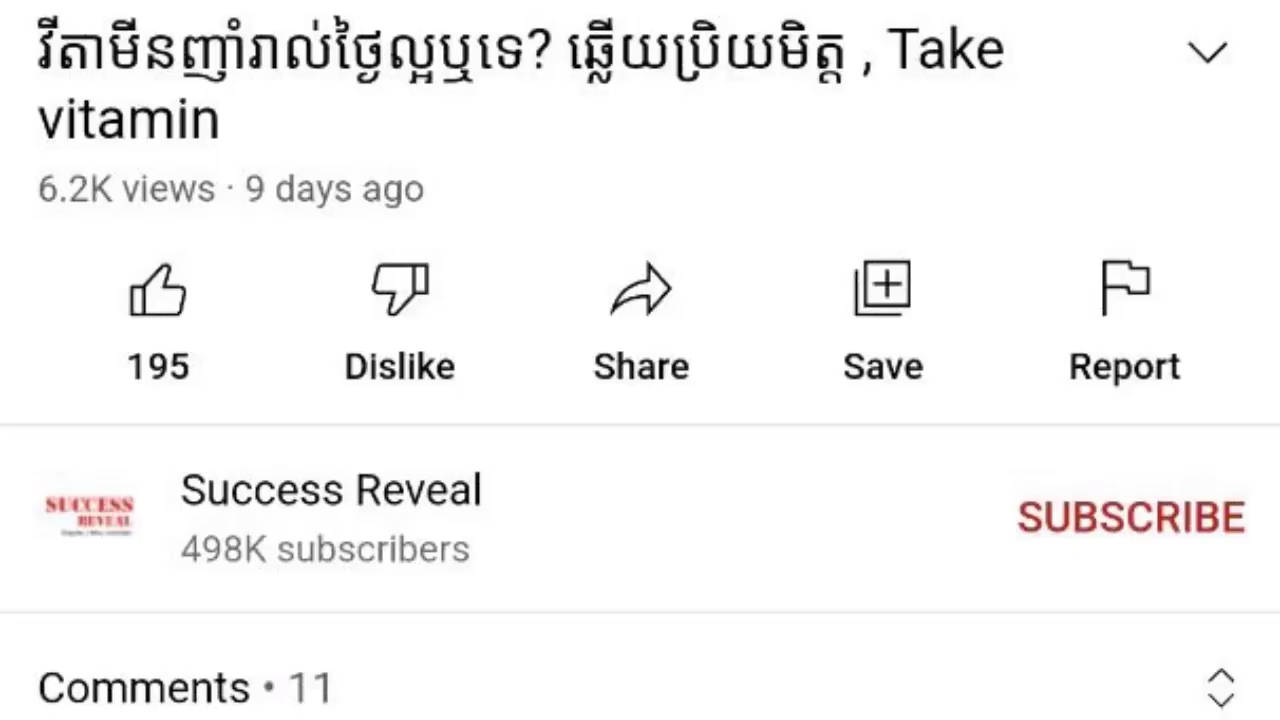 វីតាមីនញ៉ាំរាល់ថ្ងៃល្អឬទេ? ឆ្លើយប្រិយមិត្ត , Take
vitamin
6.2K views · 9 days ago
195
Dislike
Share
Save
Report
SUCCESS
REVEAL
Success Reveal
498K subscribers
SUBSCRIBE
Comments • 11